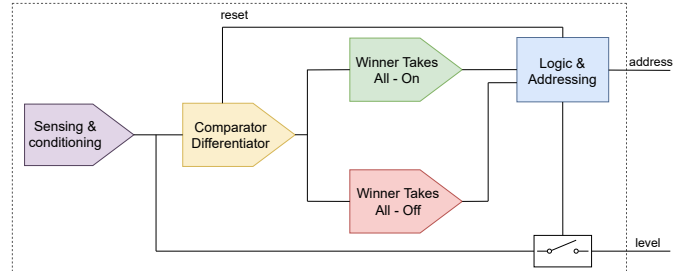 reset
Winner Takes
All - On
Logic &
Addressing
address
Sensing &
conditioning
Comparator
Differentiator
Winner Takes
All - Off
level